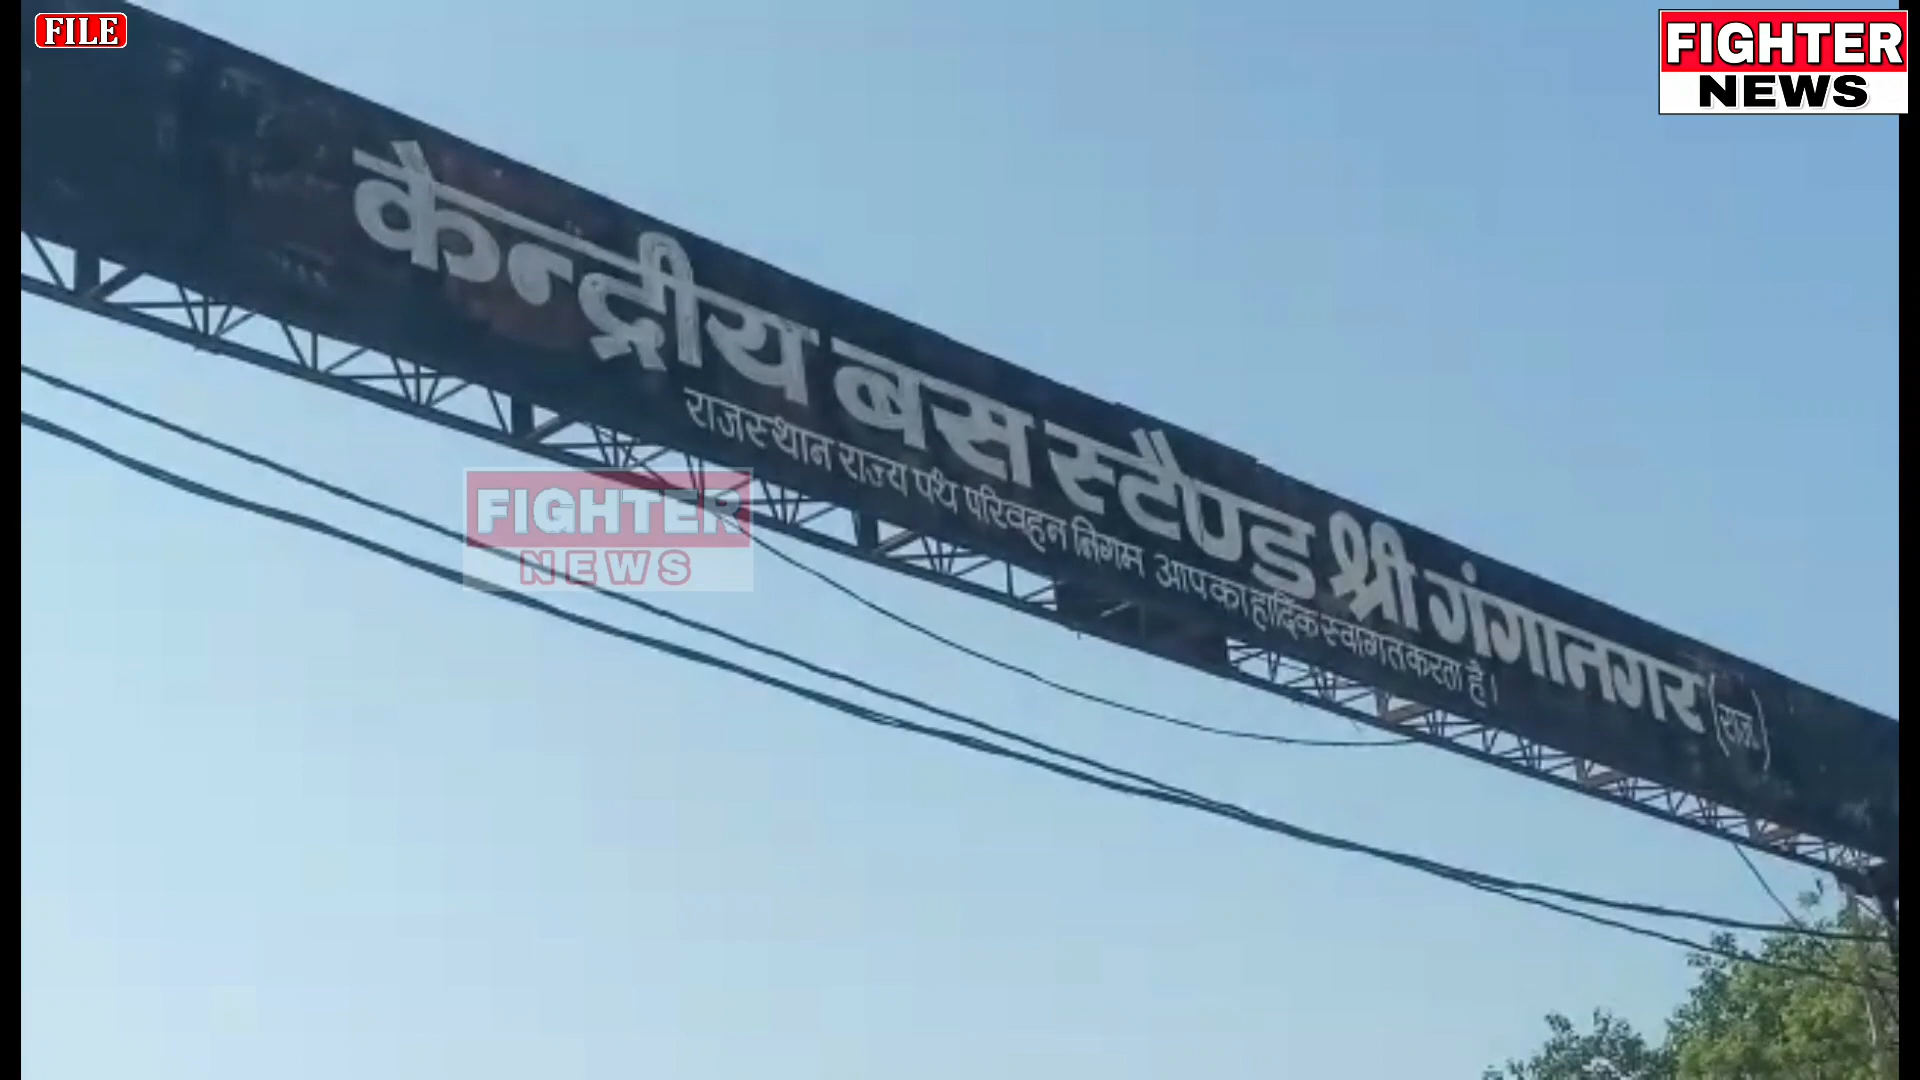 FILE
FIGHTER
NEWS
केन्द्रीय बस स्टैण्ड श्री गंगानगर (राज.)
राजस्थान राज्य पथ परिवहन निगम आपका हार्दिक स्वागत करता है।
FIGHTER
NEWS